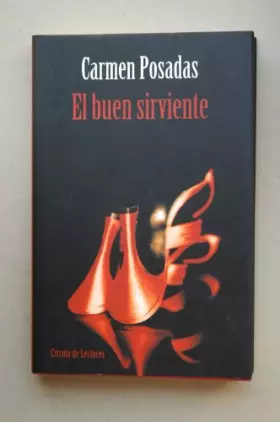 Carmen Posadas
El buen sirviente
Círculo de Lectores